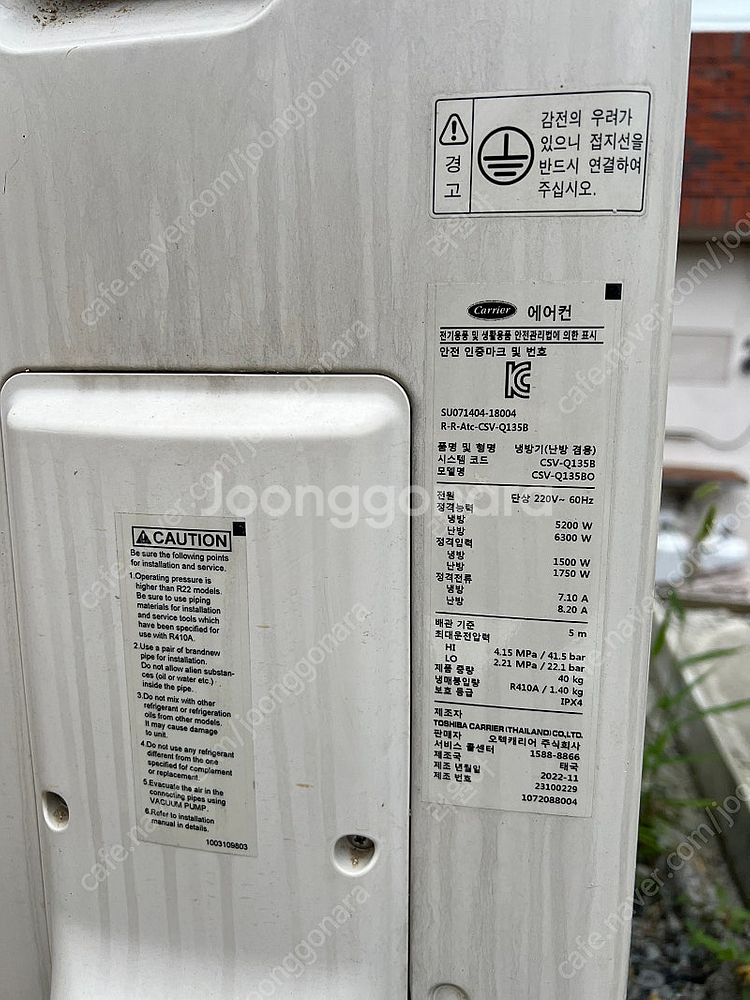 경고
감전의 우려가
있으니 접지선을
반드시 연결하여
주십시오.
Carrier 에어컨
전기용품 및 생활용품 안전관리법에 의한 표시
안전 인증마크 및 번호
SU071404-18004
R-R-Atc-CSV-Q135B
품명 및 형명 냉방기(난방 겸용)
시스템 코드 CSV-Q135B
모델명 CSV-Q135BO
전원 단상 220V~ 60Hz
정격능력
냉방 5200 W
난방 6300 W
정격입력
냉방 1500 W
난방 1750 W
정격전류
냉방 7.10 A
난방 8.20 A
배관 기준 5 m
최대운전압력
HI 4.15 MPa / 41.5 bar
LO 2.21 MPa / 22.1 bar
제품 중량 40 kg
냉매봉입량 R410A / 1.40 kg
보호 등급 IPX4
제조자
TOSHIBA CARRIER (THAILAND) CO.,LTD.
판매자 오텍캐리어 주식회사
서비스 콜센터 1588-8866
제조국 태국
제조 년월일 2022-11
제조 번호 23100229
1072088004
CAUTION
Be sure the following points
for installation and service.
1.Operating pressure is
higher than R22 models.
Be sure to use piping
materials for installation
and service tools which
have been specified for
use with R410A.
2.Use a pair of brandnew
pipe for installation.
Do not allow alien substan-
ces (oil or water etc.)
inside the pipe.
3.Do not mix with other
refrigerant or refrigeration
oils from other models.
It may cause damage
to unit.
4.Do not use any refrigerant
different from the one
specified for complement
or replacement.
5.Evacuate the air in the
connecting pipes using
VACUUM PUMP.
6.Refer to installation
manual in details.
1003109803
Joonggonara
cafe.naver.com/joonggonara